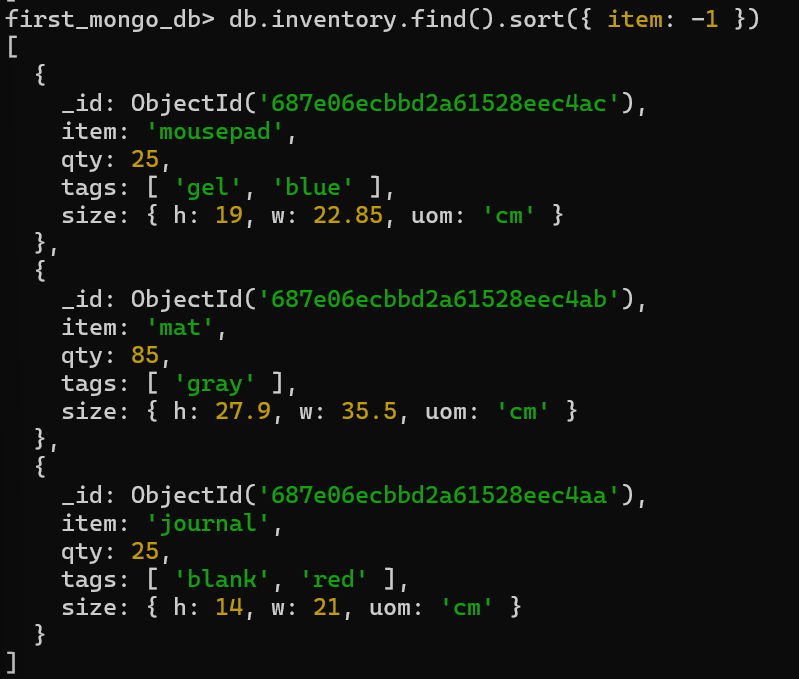 first_mongo_db> db.inventory.find().sort({ item: -1 })
[
  {
    _id: ObjectId('687e06ecbbd2a61528eec4ac'),
    item: 'mousepad',
    qty: 25,
    tags: [ 'gel', 'blue' ],
    size: { h: 19, w: 22.85, uom: 'cm' }
  },
  {
    _id: ObjectId('687e06ecbbd2a61528eec4ab'),
    item: 'mat',
    qty: 85,
    tags: [ 'gray' ],
    size: { h: 27.9, w: 35.5, uom: 'cm' }
  },
  {
    _id: ObjectId('687e06ecbbd2a61528eec4aa'),
    item: 'journal',
    qty: 25,
    tags: [ 'blank', 'red' ],
    size: { h: 14, w: 21, uom: 'cm' }
  }
]